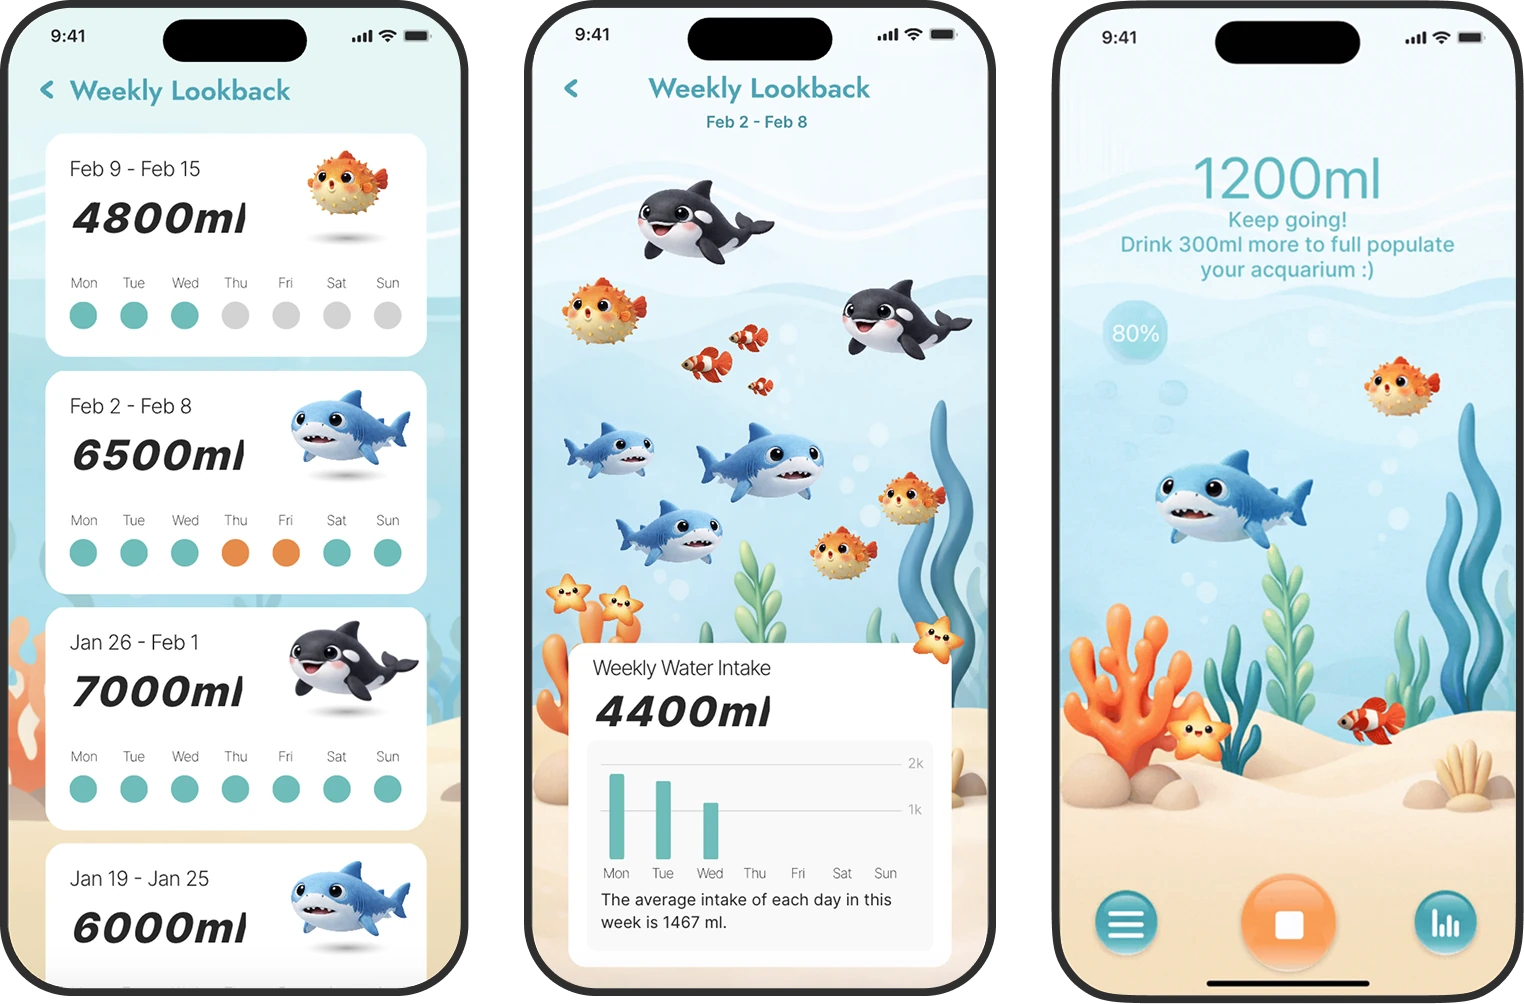 9:41
Weekly Lookback
Feb 9 - Feb 15
4800ml
Mon Tue Wed Thu Fri Sat Sun
Feb 2 - Feb 8
6500ml
Mon Tue Wed Thu Fri Sat Sun
Jan 26 - Feb 1
7000ml
Mon Tue Wed Thu Fri Sat Sun
Jan 19 - Jan 25
6000ml
9:41
Weekly Lookback
Feb 2 - Feb 8
Weekly Water Intake
4400ml
2k
1k
Mon Tue Wed Thu Fri Sat Sun
The average intake of each day in this
week is 1467 ml.
9:41
1200ml
Keep going!
Drink 300ml more to full populate
your acquarium :)
80%